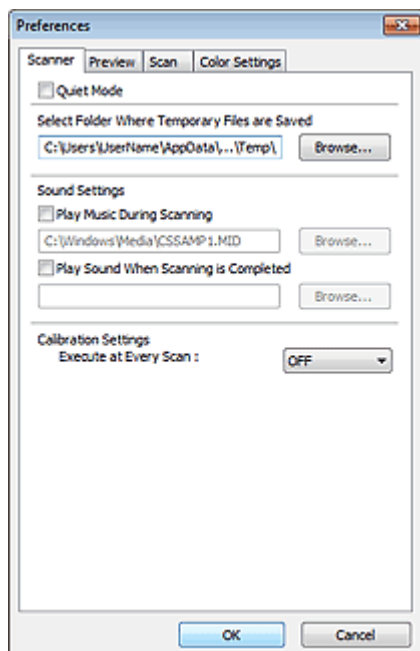 Preferences
Scanner Preview Scan Color Settings
Quiet Mode
Select Folder Where Temporary Files are Saved
C:\Users\UserName\AppData\...\Temp\ Browse...
Sound Settings
Play Music During Scanning
C:\Windows\Media\CSSAMP1.MID Browse...
Play Sound When Scanning is Completed
Browse...
Calibration Settings
Execute at Every Scan : OFF
OK Cancel